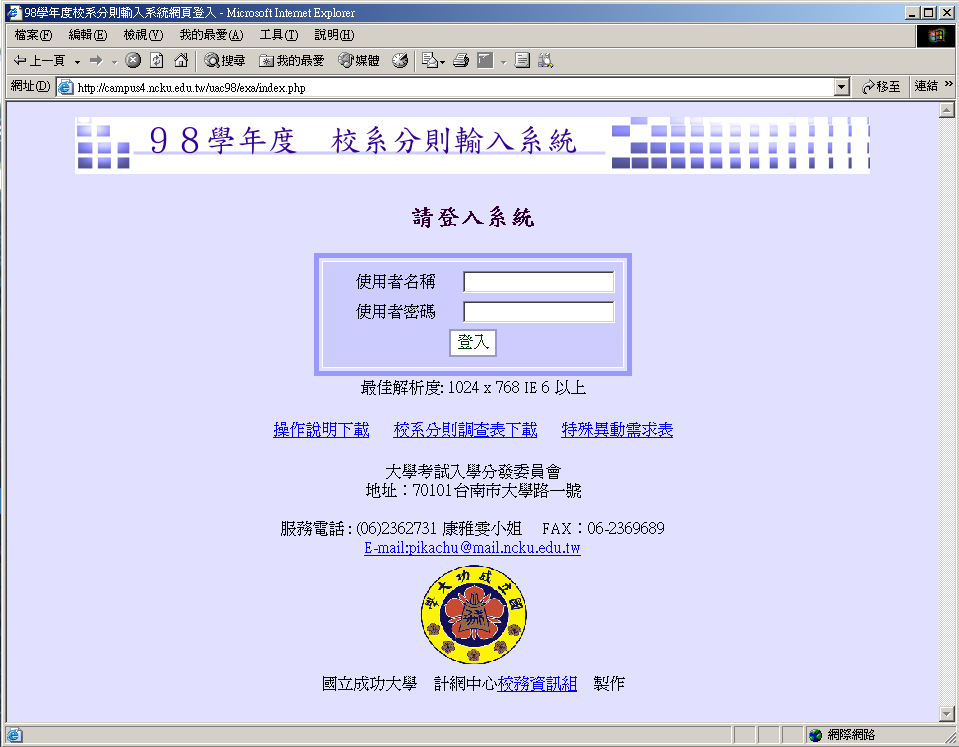 98學年度校系分則輸入系統網頁登入 - Microsoft Internet Explorer
檔案(F) 編輯(E) 檢視(V) 我的最愛(A) 工具(T) 說明(H)
上一頁 搜尋 我的最愛 媒體
網址(D) http://campus4.ncku.edu.tw/uac98/exa/index.php 移至 連結 »
９８學年度　校系分則輸入系統
請登入系統
使用者名稱
使用者密碼
登入
最佳解析度: 1024 x 768 IE 6 以上
操作說明下載 校系分則調查表下載 特殊異動需求表
大學考試入學分發委員會
地址：70101台南市大學路一號
服務電話 : (06)2362731 康雅雯小姐 FAX：06-2369689
E-mail:pikachu@mail.ncku.edu.tw
國立成功大學
國立成功大學 計網中心校務資訊組 製作
網際網路